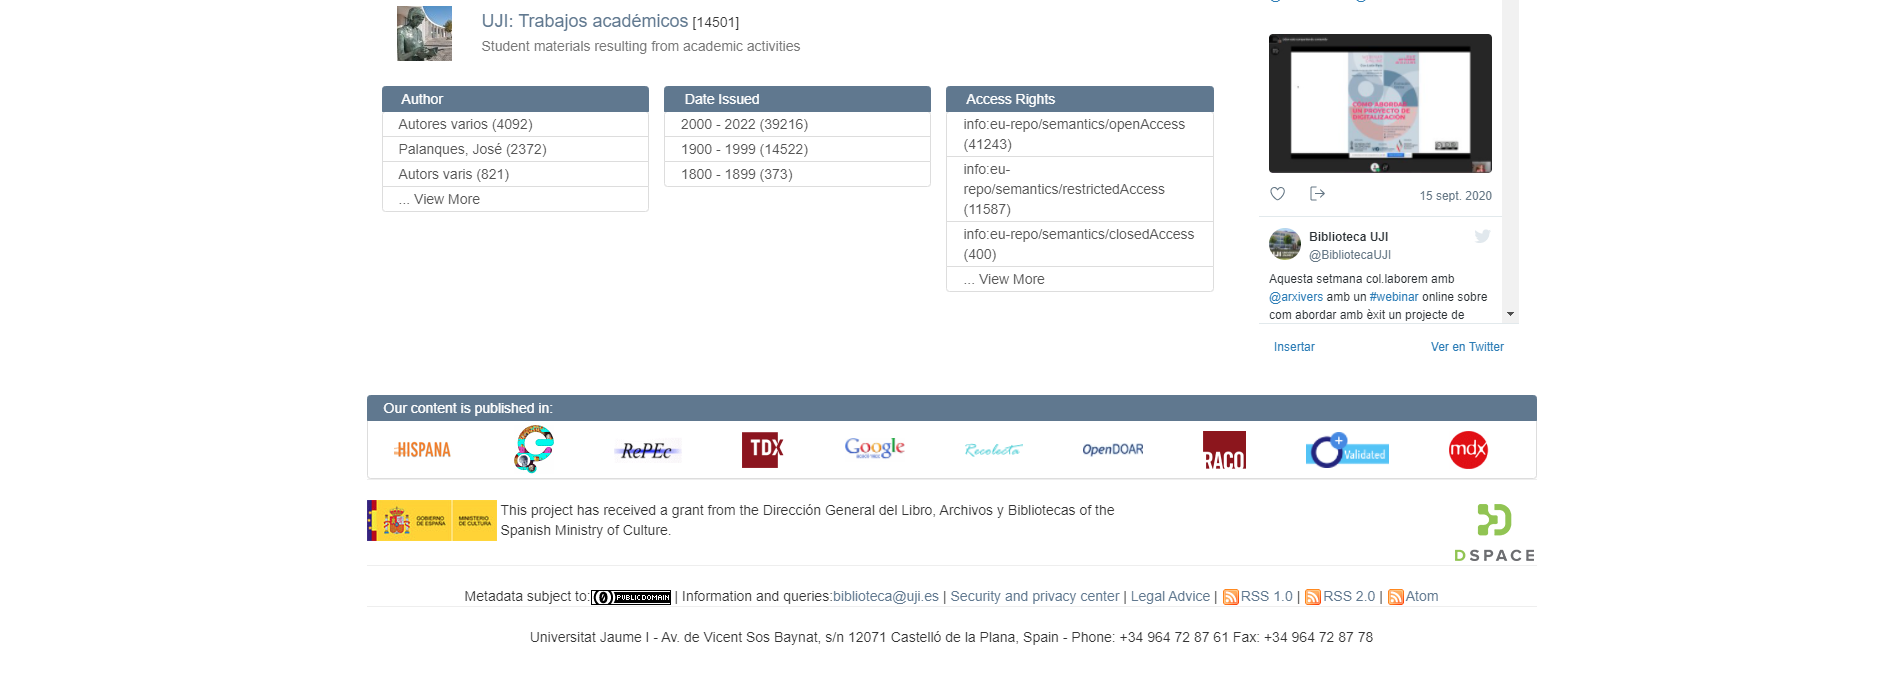 UJI: Trabajos académicos [14501]
Student materials resulting from academic activities
Author
Autores varios (4092)
Palanques, José (2372)
Autors varis (821)
... View More
Date Issued
2000 - 2022 (39216)
1900 - 1999 (14522)
1800 - 1899 (373)
Access Rights
info:eu-repo/semantics/openAccess
(41243)
info:eu-
repo/semantics/restrictedAccess
(11587)
info:eu-repo/semantics/closedAccess
(400)
... View More
CÓMO ABORDAR
UN PROYECTO DE
DIGITALIZACIÓN
15 sept. 2020
Biblioteca UJI
@BibliotecaUJI
Aquesta setmana col.laborem amb
@arxivers amb un #webinar online sobre
com abordar amb èxit un projecte de
Insertar
Ver en Twitter
Our content is published in:
HISPANA
RePEc
TDX
Google
Recolecta
OpenDOAR
RACO
Validated
mdx
GOBIERNO
DE ESPAÑA
MINISTERIO
DE CULTURA
This project has received a grant from the Dirección General del Libro, Archivos y Bibliotecas of the
Spanish Ministry of Culture.
DSPACE
Metadata subject to: PUBLIC DOMAIN | Information and queries:biblioteca@uji.es | Security and privacy center | Legal Advice | RSS 1.0 | RSS 2.0 | Atom
Universitat Jaume I - Av. de Vicent Sos Baynat, s/n 12071 Castelló de la Plana, Spain - Phone: +34 964 72 87 61 Fax: +34 964 72 87 78